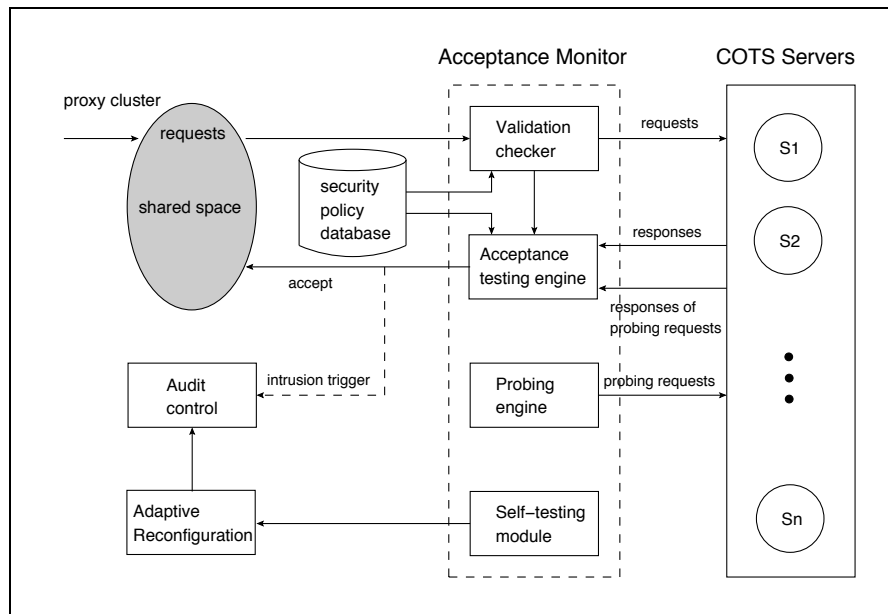 Acceptance Monitor
COTS Servers
proxy cluster
requests
shared space
security
policy
database
Validation
checker
requests
S1
S2
responses
Acceptance
testing engine
accept
responses of
probing requests
Audit
control
intrusion trigger
Probing
engine
probing requests
Adaptive
Reconfiguration
Self−testing
module
Sn